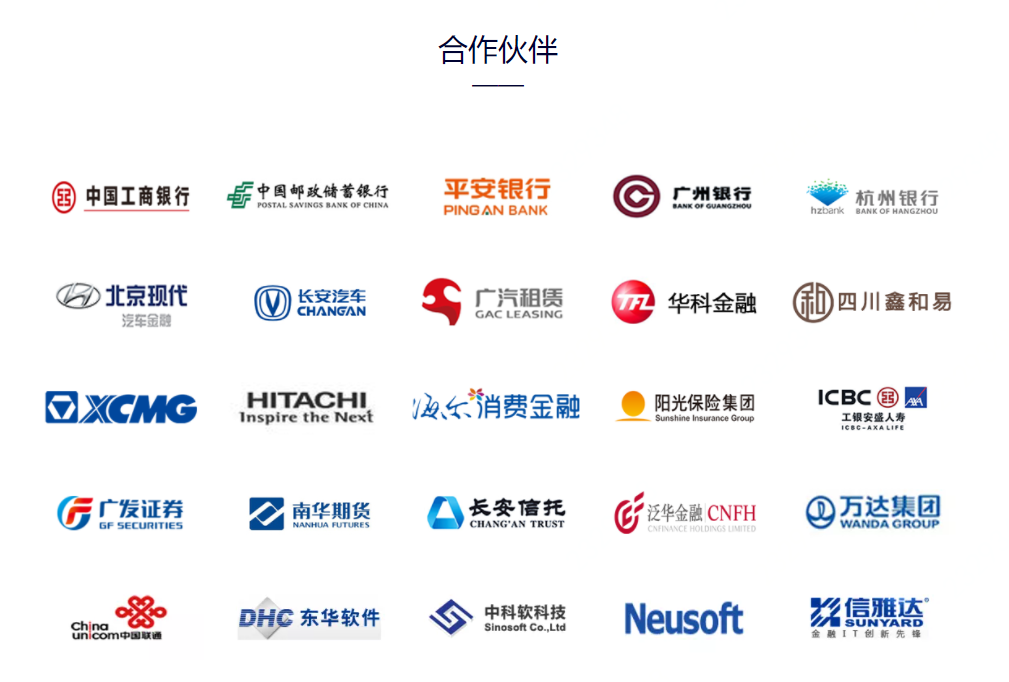 合作伙伴
中国工商银行
中国邮政储蓄银行
POSTAL SAVINGS BANK OF CHINA
平安银行
PINGAN BANK
广州银行
BANK OF GUANGZHOU
hzbank
杭州银行
BANK OF HANGZHOU
北京现代
汽车金融
长安汽车
CHANGAN
广汽租赁
GAC LEASING
TFL
华科金融
和
四川鑫和易
XCMG
HITACHI
Inspire the Next
海尔消费金融
阳光保险集团
Sunshine Insurance Group
ICBC
AXA
工银安盛人寿
ICBC-AXA LIFE
广发证券
GF SECURITIES
南华期货
NANHUA FUTURES
长安信托
CHANG'AN TRUST
泛华金融 CNFH
CNFINANCE HOLDINGS LIMITED
万达集团
WANDA GROUP
China
unicom中国联通
DHC 东华软件
中科软科技
Sinosoft Co.,Ltd
Neusoft
信雅达®
SUNYARD
金融IT创新先锋